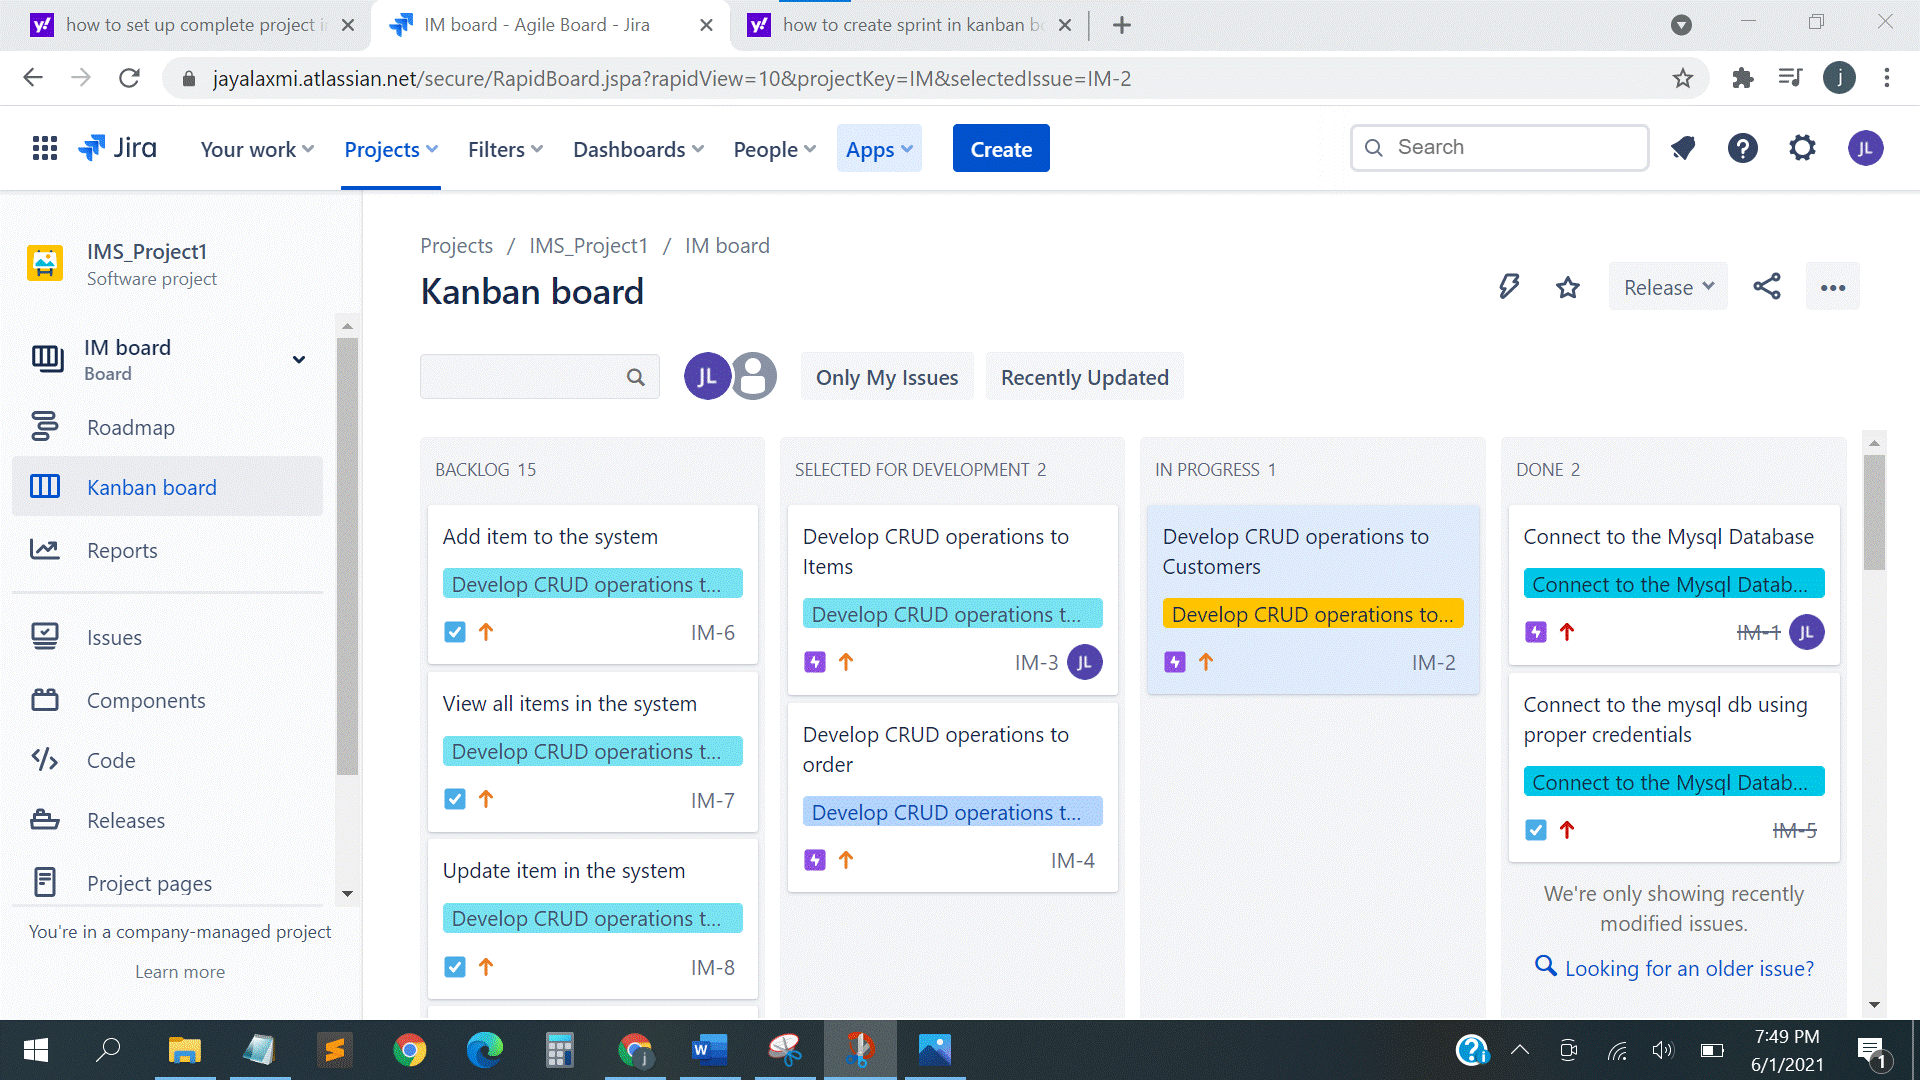 how to set up complete project i
IM board - Agile Board - Jira
how to create sprint in kanban bo
jayalaxmi.atlassian.net/secure/RapidBoard.jspa?rapidView=10&projectKey=IM&selectedIssue=IM-2
j
Jira
Your work
Projects
Filters
Dashboards
People
Apps
Create
Search
JL
IMS_Project1
Software project
IM board
Board
Roadmap
Kanban board
Reports
Issues
Components
Code
Releases
Project pages
You're in a company-managed project
Learn more
Projects / IMS_Project1 / IM board
Kanban board
Release
JL
Only My Issues
Recently Updated
BACKLOG 15
Add item to the system
Develop CRUD operations t...
IM-6
View all items in the system
Develop CRUD operations t...
IM-7
Update item in the system
Develop CRUD operations t...
IM-8
SELECTED FOR DEVELOPMENT 2
Develop CRUD operations to
Items
Develop CRUD operations t...
IM-3 JL
Develop CRUD operations to
order
Develop CRUD operations t...
IM-4
IN PROGRESS 1
Develop CRUD operations to
Customers
Develop CRUD operations to...
IM-2
DONE 2
Connect to the Mysql Database
Connect to the Mysql Datab...
IM-1 JL
Connect to the mysql db using
proper credentials
Connect to the Mysql Datab...
IM-5
We're only showing recently
modified issues.
Looking for an older issue?
7:49 PM
6/1/2021
1